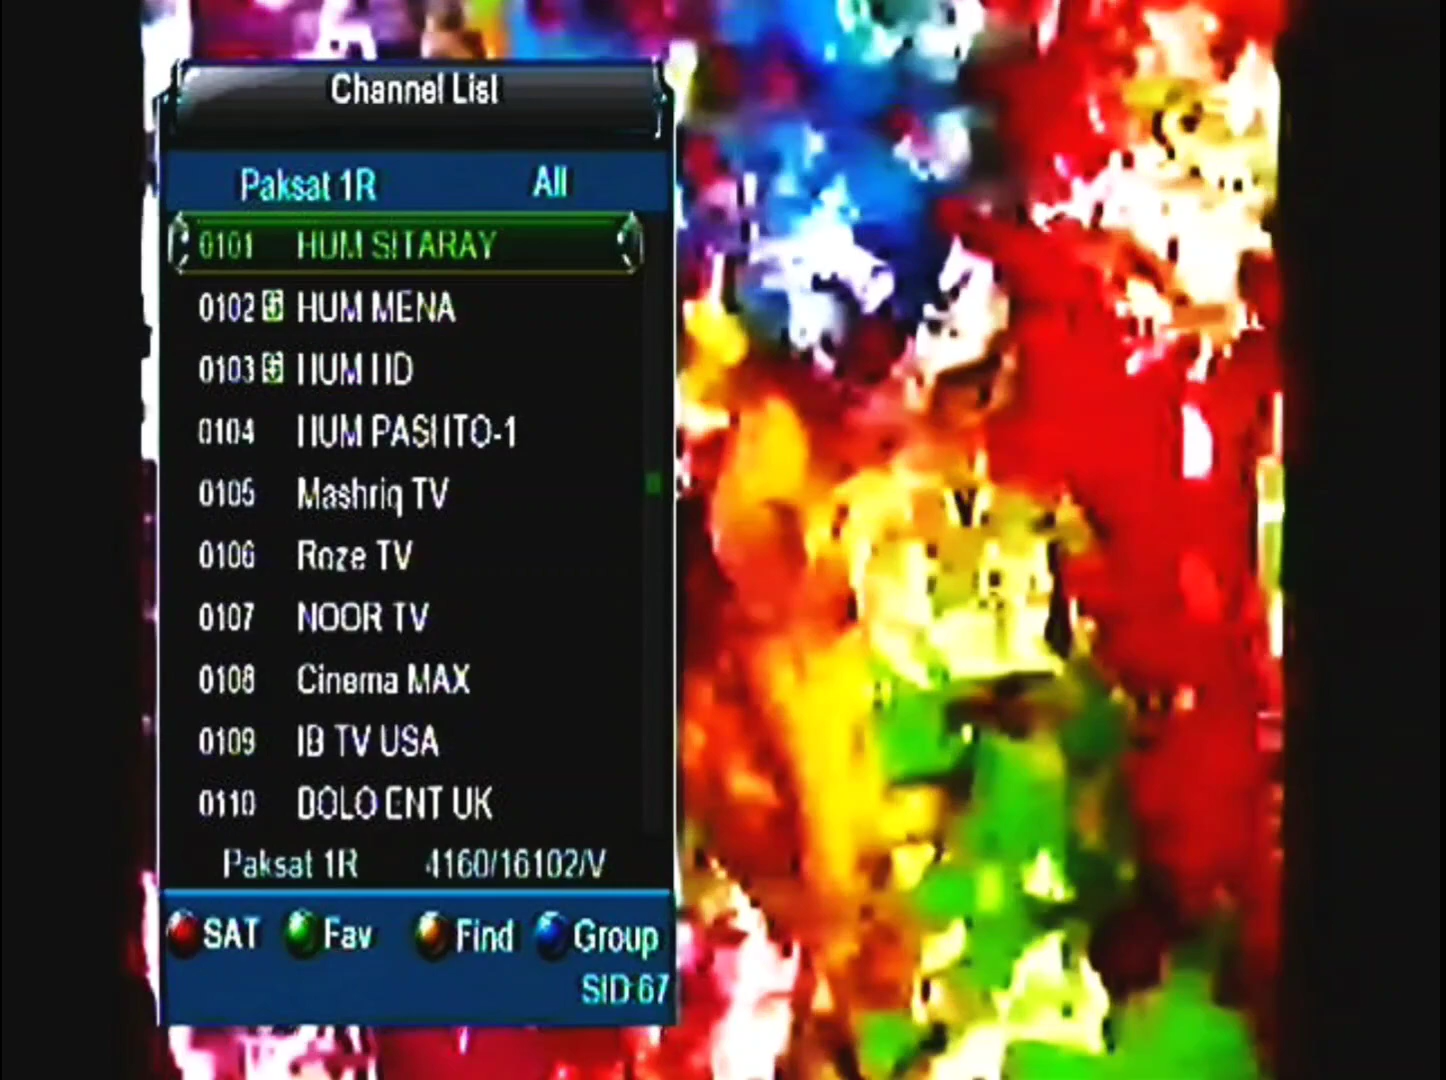 Channel List
Paksat 1R All
0101 HUM SITARAY
0102 HUM MENA
0103 HUM HD
0104 HUM PASHTO-1
0105 Mashriq TV
0106 Roze TV
0107 NOOR TV
0108 Cinema MAX
0109 IB TV USA
0110 BOLO ENT UK
Paksat 1R 4160/16102/V
SAT Fav Find Group
SID:67